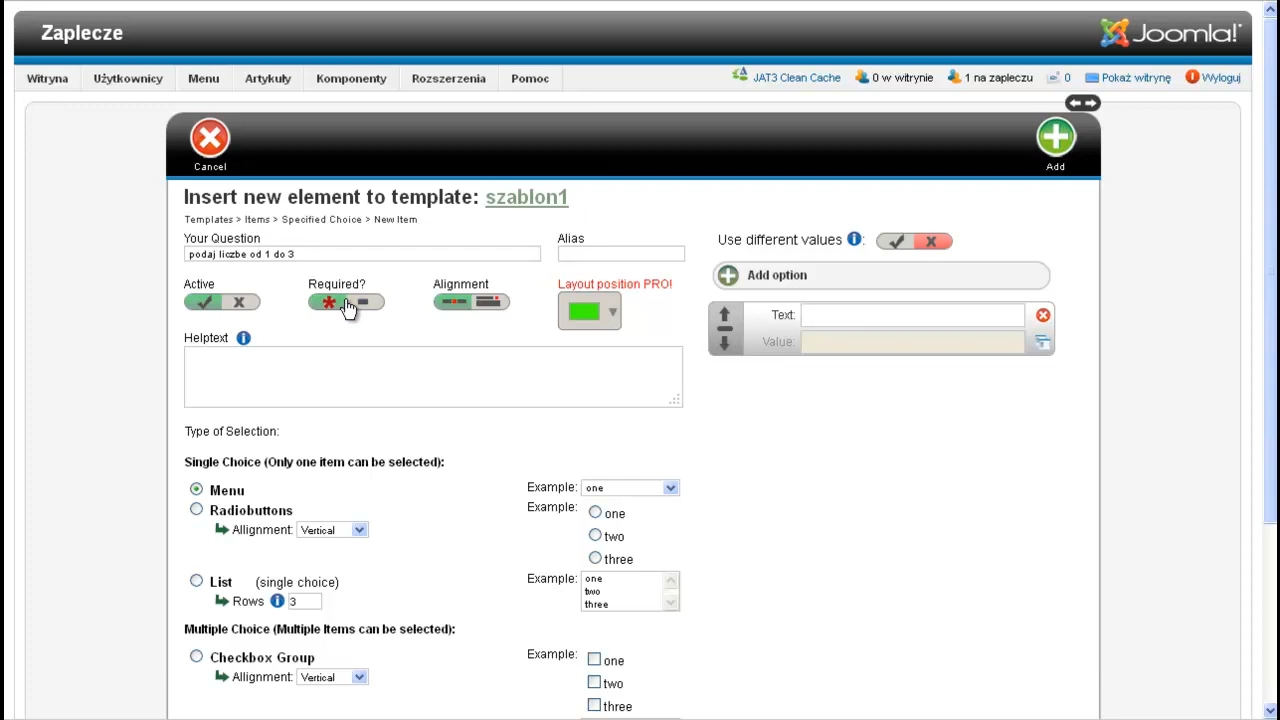 Zaplecze
Joomla!
Witryna Użytkownicy Menu Artykuły Komponenty Rozszerzenia Pomoc
JAT3 Clean Cache 0 w witrynie 1 na zapleczu 0 Pokaż witrynę Wyloguj
Cancel
Add
Insert new element to template: szablon1
Templates > Items > Specified Choice > New Item
Your Question Alias
podaj liczbe od 1 do 3
Use different values :
Add option
Active Required? Alignment Layout position PRO!
Text:
Value:
Helptext
Type of Selection:
Single Choice (Only one item can be selected):
Menu Example: one
Radiobuttons Example: one
Allignment: Vertical two
three
List (single choice) Example: one
two
Rows 3 three
Multiple Choice (Multiple Items can be selected):
Checkbox Group Example: one
Allignment: Vertical two
three